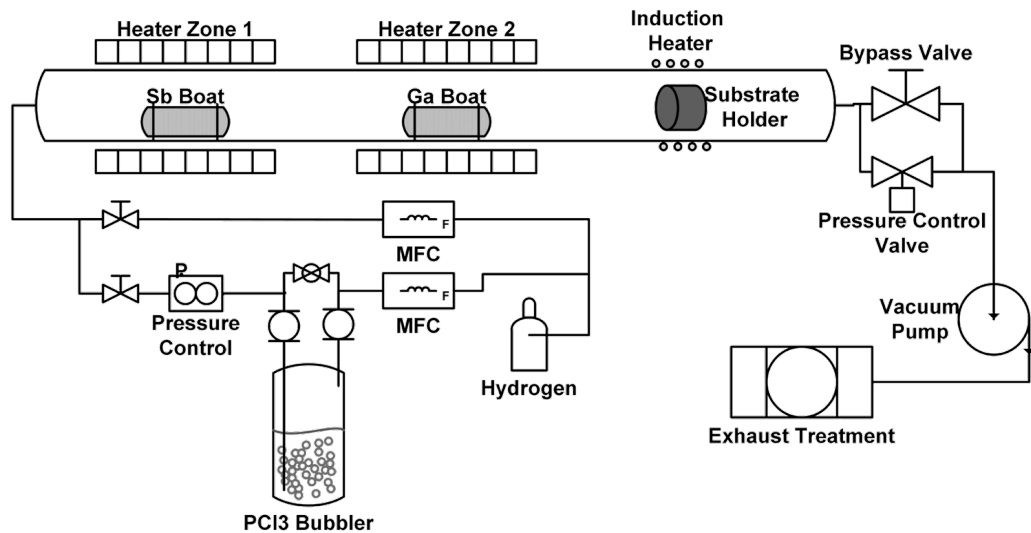 Heater Zone 1
Heater Zone 2
Induction
Heater
Bypass Valve
Sb Boat
Ga Boat
Substrate
Holder
Pressure Control
Valve
F
MFC
P
F
MFC
Pressure
Control
Vacuum
Pump
Hydrogen
Exhaust Treatment
PCl3 Bubbler